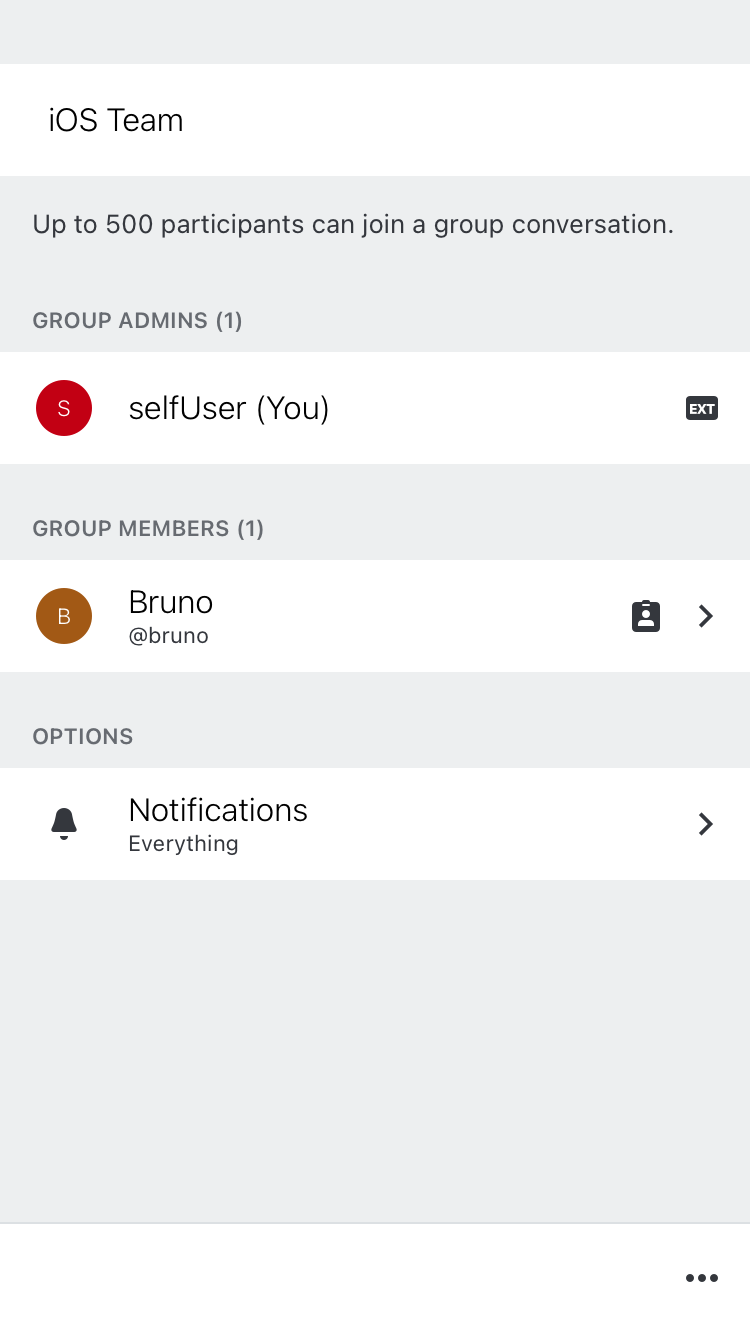 iOS Team
Up to 500 participants can join a group conversation.
GROUP ADMINS (1)
S
selfUser (You)
EXT
GROUP MEMBERS (1)
B
Bruno
@bruno
OPTIONS
Notifications
Everything